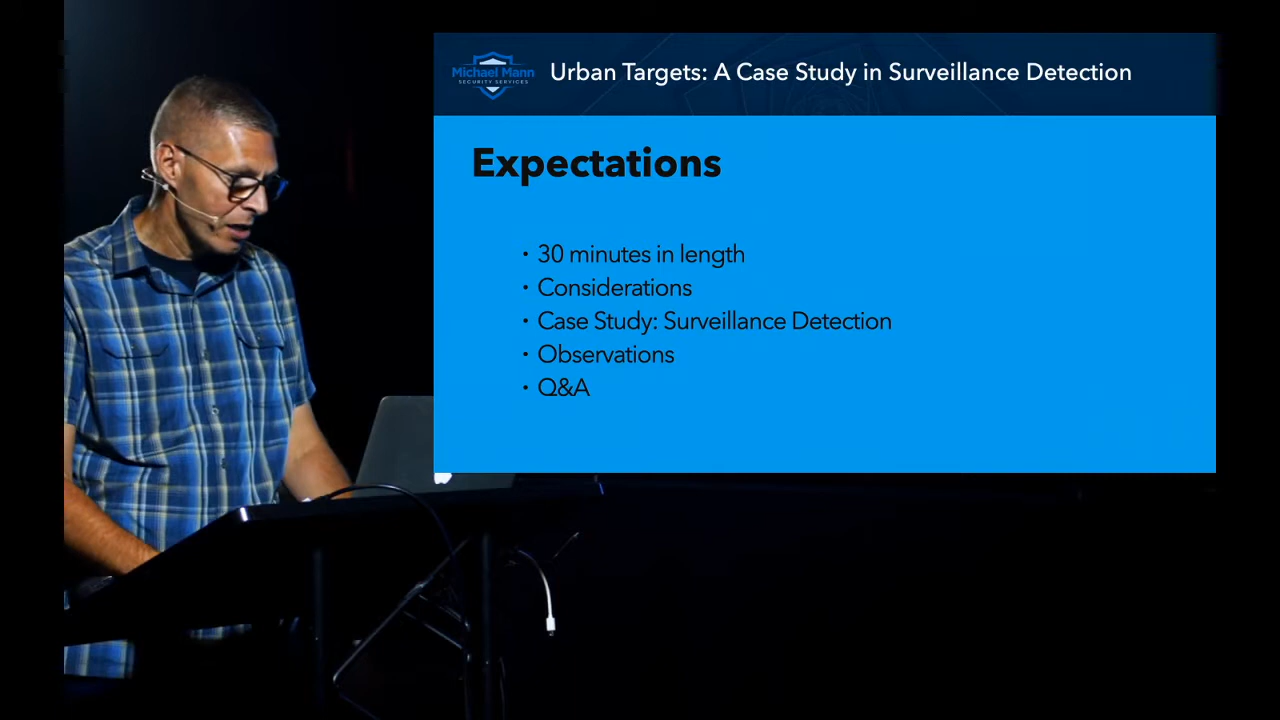 Michael Mann
SECURITY SERVICES
Urban Targets: A Case Study in Surveillance Detection
Expectations
• 30 minutes in length
• Considerations
• Case Study: Surveillance Detection
• Observations
• Q&A